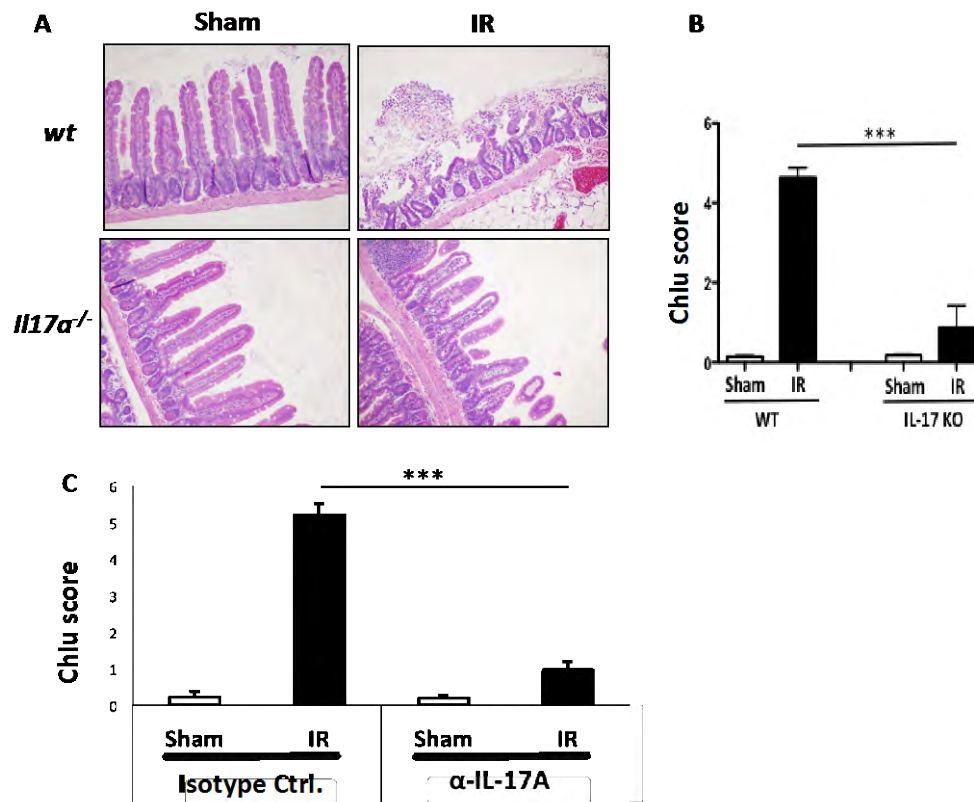 A
Sham
IR
wt
Il17a-/-
B
6
4
2
0
Chlu score
***
Sham
IR
Sham
IR
WT
IL-17 KO
C
6
5
4
3
2
1
0
Chlu score
***
Sham
IR
Sham
IR
Isotype Ctrl.
α-IL-17A